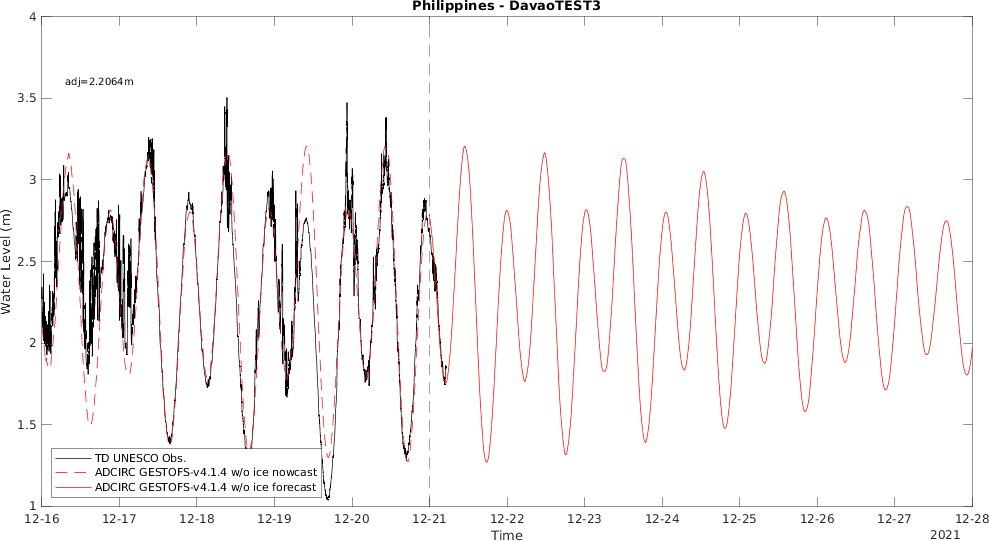 Philippines - DavaoTEST3
4
adj=2.2064m
3.5
3
2.5
2
1.5
1
Water Level (m)
TD UNESCO Obs.
ADCIRC GESTOFS-v4.1.4 w/o ice nowcast
ADCIRC GESTOFS-v4.1.4 w/o ice forecast
12-16 12-17 12-18 12-19 12-20 12-21 12-22 12-23 12-24 12-25 12-26 12-27 12-28
Time
2021